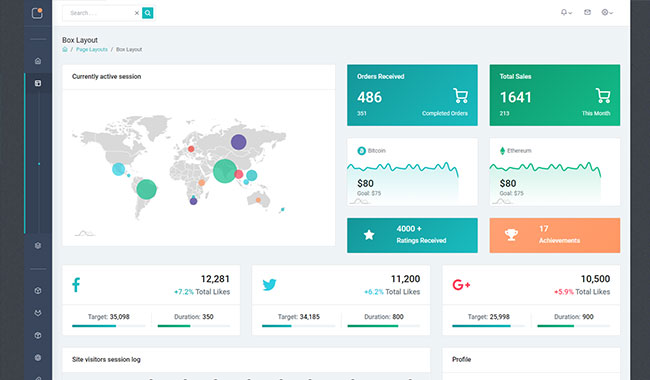 Search ...
Box Layout
Page Layouts / Box Layout
Currently active session
Orders Received
486
351 Completed Orders
Total Sales
1641
213 This Month
Bitcoin
$80
Goal: $75
Ethereum
$80
Goal: $75
4000 +
Ratings Received
17
Achievements
12,281
+7.2% Total Likes
Target: 35,098 Duration: 350
11,200
+6.2% Total Likes
Target: 34,185 Duration: 800
G+
10,500
+5.9% Total Likes
Target: 25,998 Duration: 900
Site visitors session log
Profile